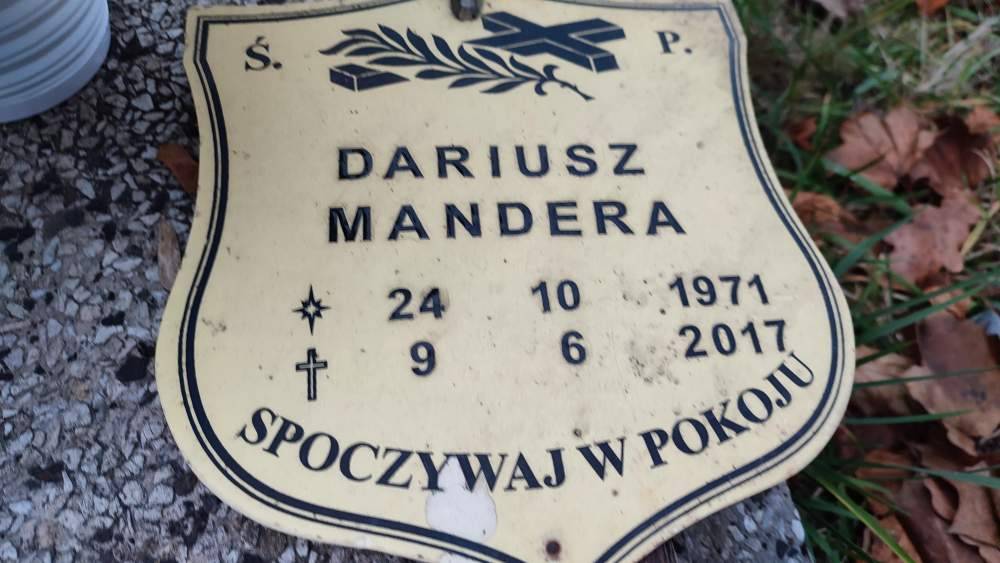 Ś. P.
DARIUSZ
MANDERA
24 10 1971
9 6 2017
SPOCZYWAJ W POKOJU